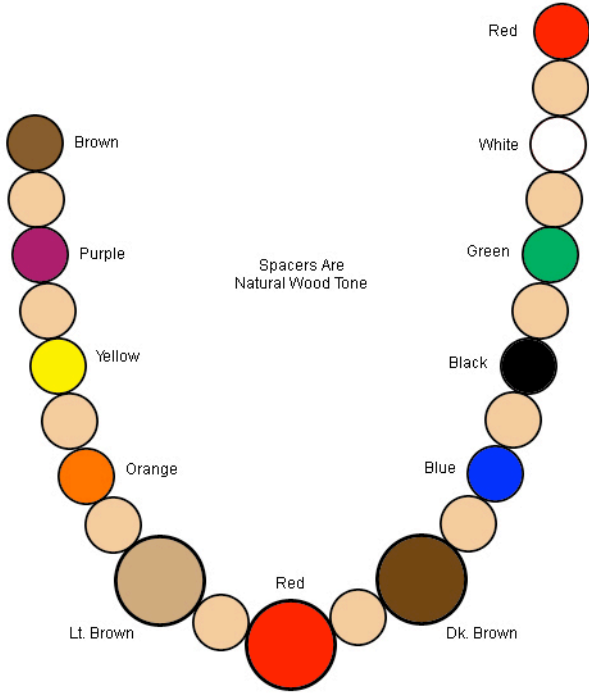 Red
Brown
White
Purple
Green
Spacers Are
Natural Wood Tone
Yellow
Black
Orange
Blue
Red
Lt. Brown
Dk. Brown